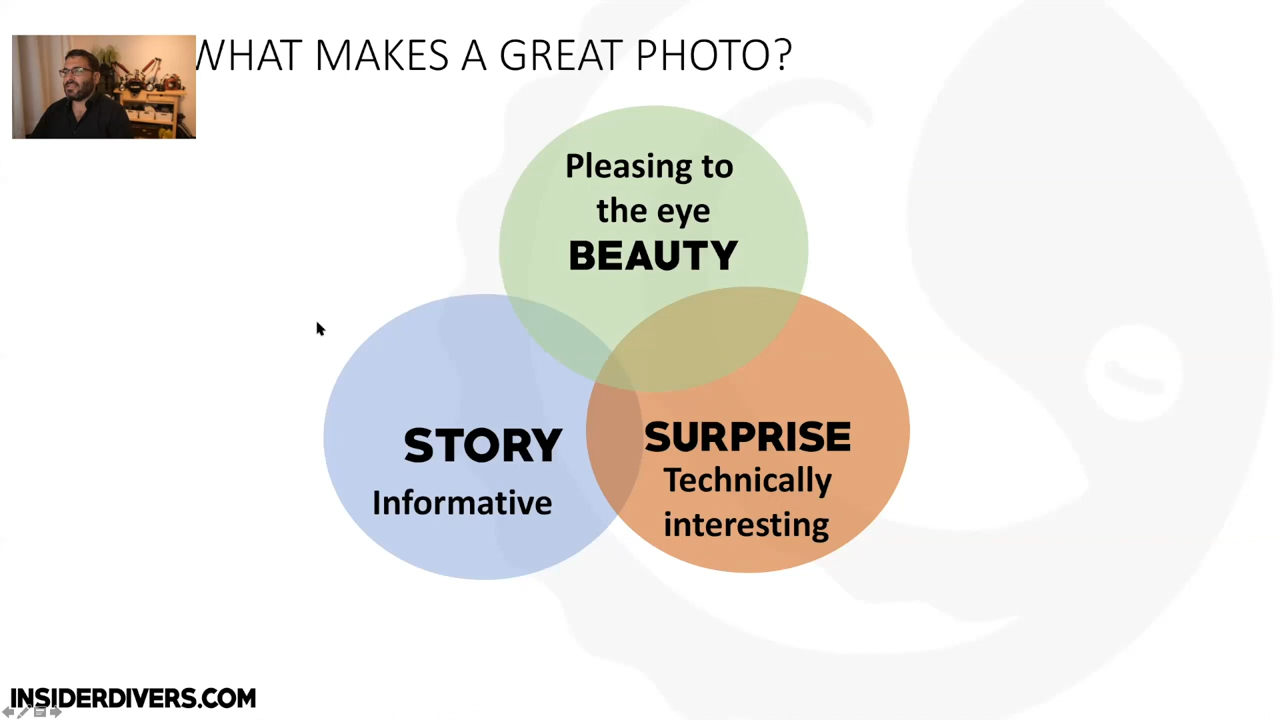 WHAT MAKES A GREAT PHOTO?
Pleasing to
the eye
BEAUTY
STORY
Informative
SURPRISE
Technically
interesting
INSIDERDIVERS.COM